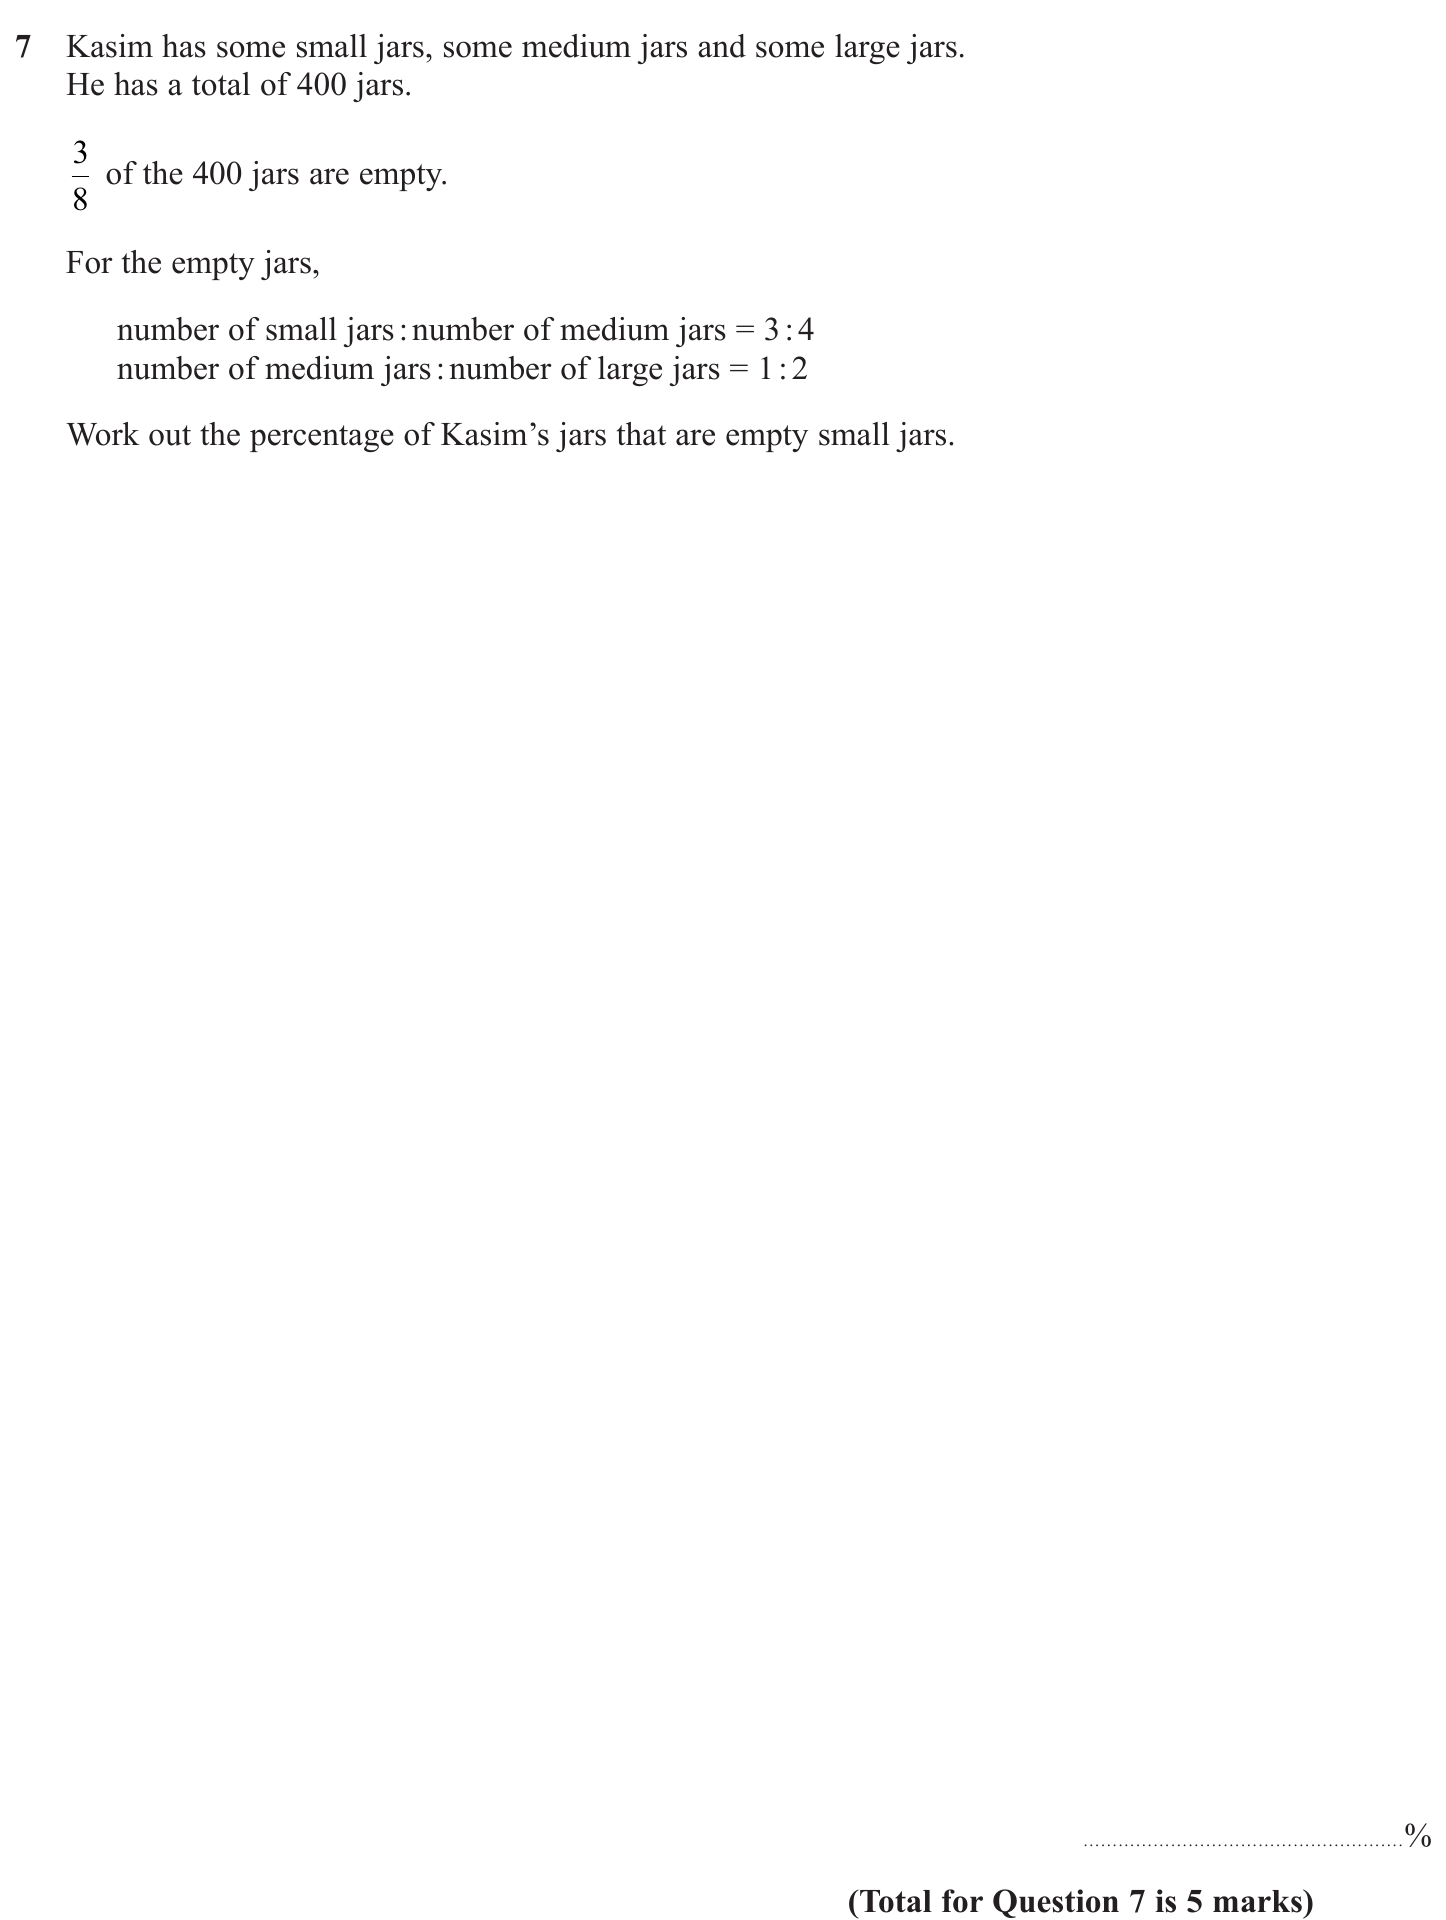 7 Kasim has some small jars, some medium jars and some large jars.
He has a total of 400 jars.
3/8 of the 400 jars are empty.
For the empty jars,
number of small jars : number of medium jars = 3 : 4
number of medium jars : number of large jars = 1 : 2
Work out the percentage of Kasim’s jars that are empty small jars.
.......................................................%
(Total for Question 7 is 5 marks)